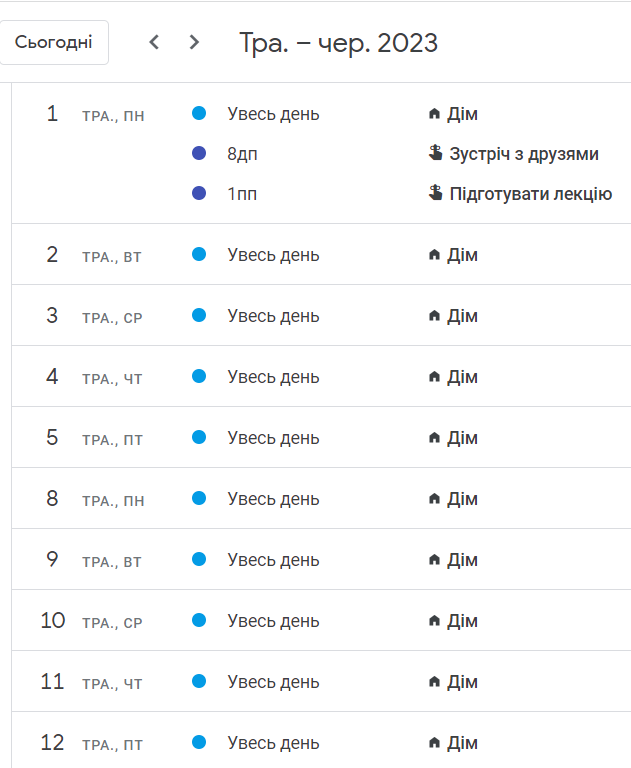 Сьогодні Тра. – чер. 2023
1 ТРА., ПН Увесь день Дім
8дп Зустріч з друзями
1пп Підготувати лекцію
2 ТРА., ВТ Увесь день Дім
3 ТРА., СР Увесь день Дім
4 ТРА., ЧТ Увесь день Дім
5 ТРА., ПТ Увесь день Дім
8 ТРА., ПН Увесь день Дім
9 ТРА., ВТ Увесь день Дім
10 ТРА., СР Увесь день Дім
11 ТРА., ЧТ Увесь день Дім
12 ТРА., ПТ Увесь день Дім